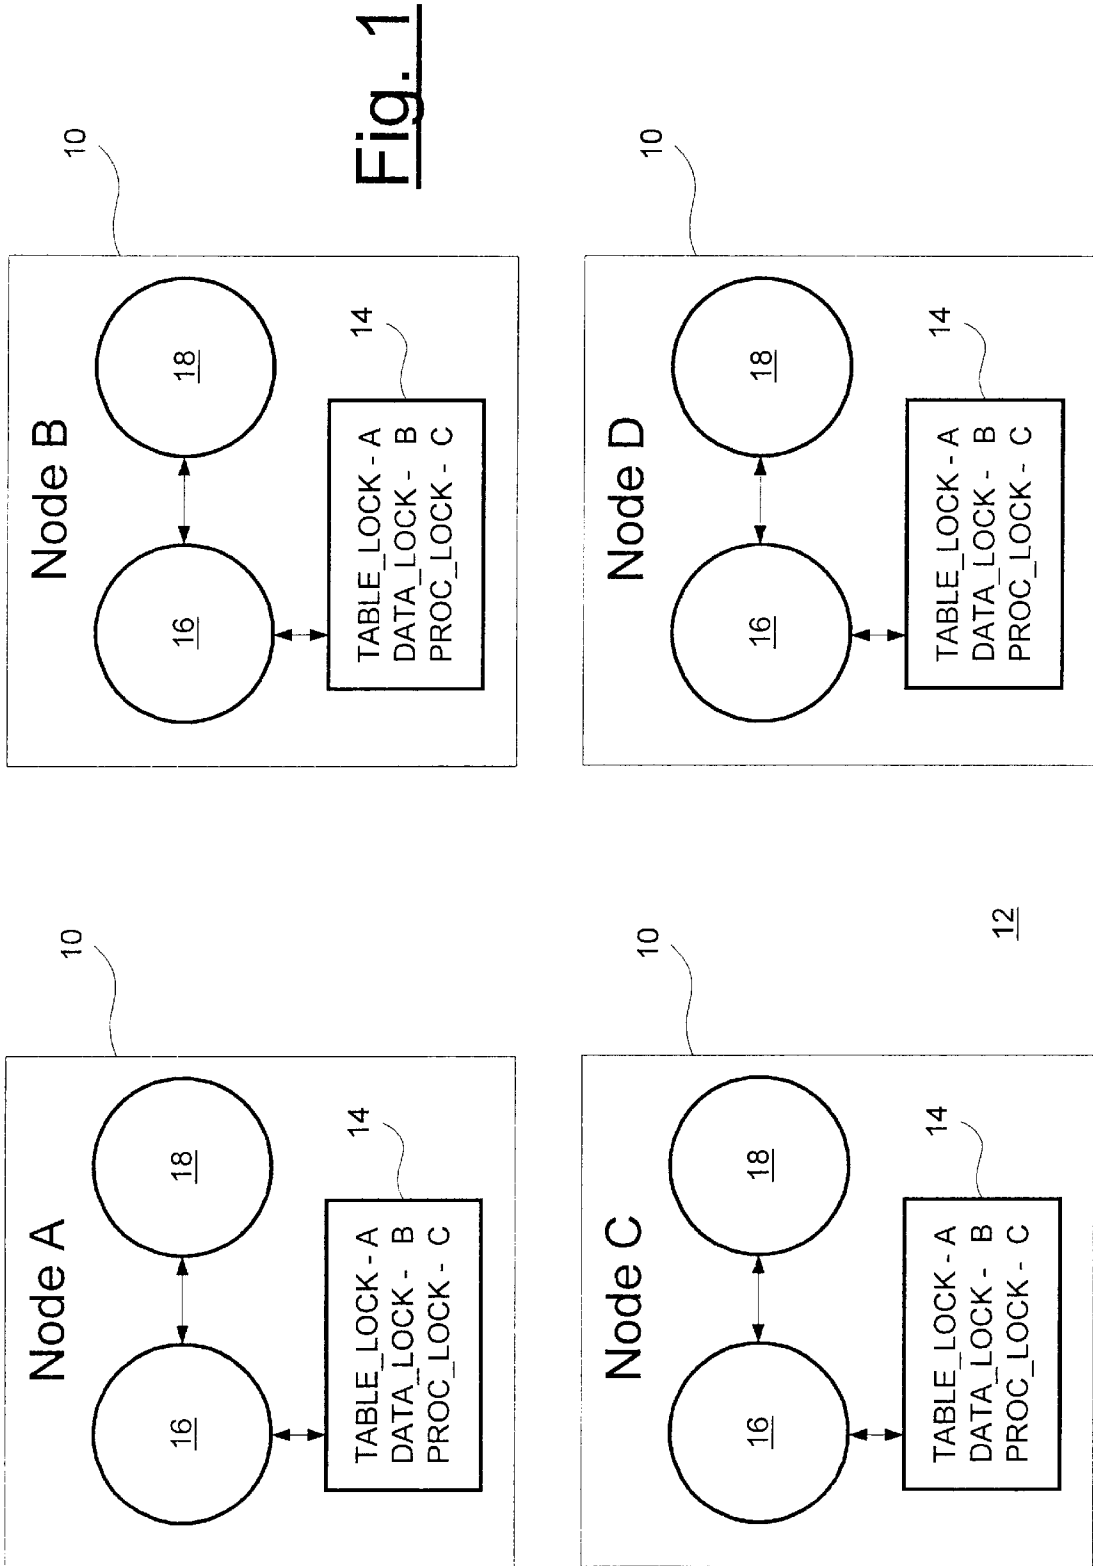 Node A
10
16
18
14
TABLE_LOCK - A
DATA_LOCK - B
PROC_LOCK - C
Node B
10
16
18
14
TABLE_LOCK - A
DATA_LOCK - B
PROC_LOCK - C
Fig. 1
Node C
10
16
18
14
TABLE_LOCK - A
DATA_LOCK - B
PROC_LOCK - C
12
Node D
10
16
18
14
TABLE_LOCK - A
DATA_LOCK - B
PROC_LOCK - C